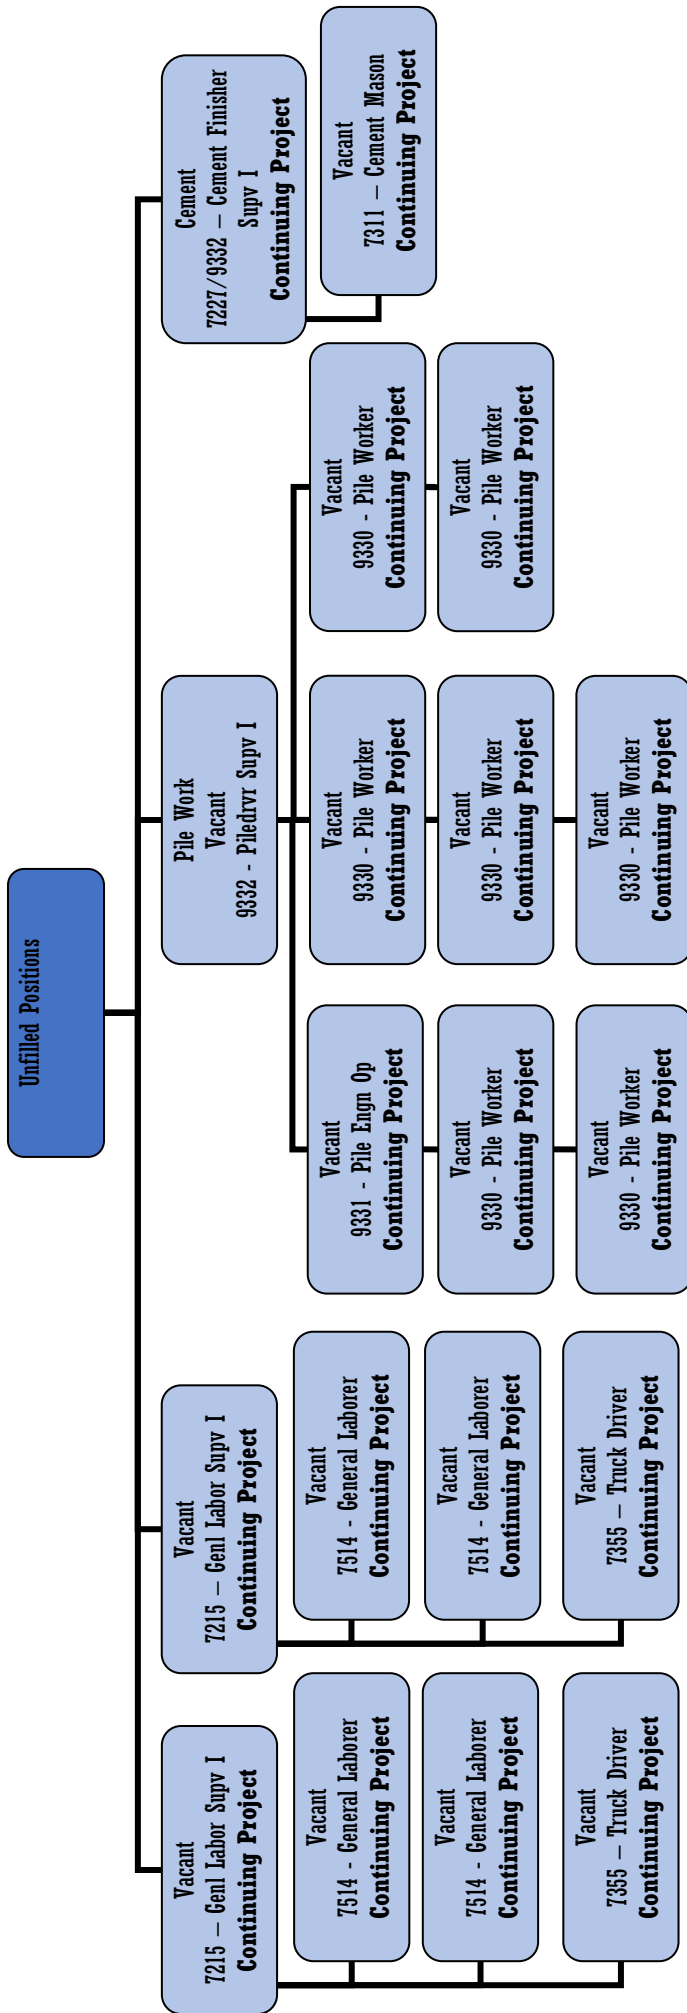 Unfilled Positions
Vacant
7215 – Genl Labor Supv I
Continuing Project
Vacant
7514 - General Laborer
Continuing Project
Vacant
7514 - General Laborer
Continuing Project
Vacant
7355 – Truck Driver
Continuing Project
Vacant
7215 – Genl Labor Supv I
Continuing Project
Vacant
7514 - General Laborer
Continuing Project
Vacant
7514 - General Laborer
Continuing Project
Vacant
7355 – Truck Driver
Continuing Project
Pile Work
Vacant
9332 - Piledrvr Supv I
Vacant
9331 - Pile Engn Op
Continuing Project
Vacant
9330 - Pile Worker
Continuing Project
Vacant
9330 - Pile Worker
Continuing Project
Vacant
9330 - Pile Worker
Continuing Project
Vacant
9330 - Pile Worker
Continuing Project
Vacant
9330 - Pile Worker
Continuing Project
Vacant
9330 - Pile Worker
Continuing Project
Vacant
9330 - Pile Worker
Continuing Project
Cement
7227/9332 – Cement Finisher
Supv I
Continuing Project
Vacant
7311 – Cement Mason
Continuing Project